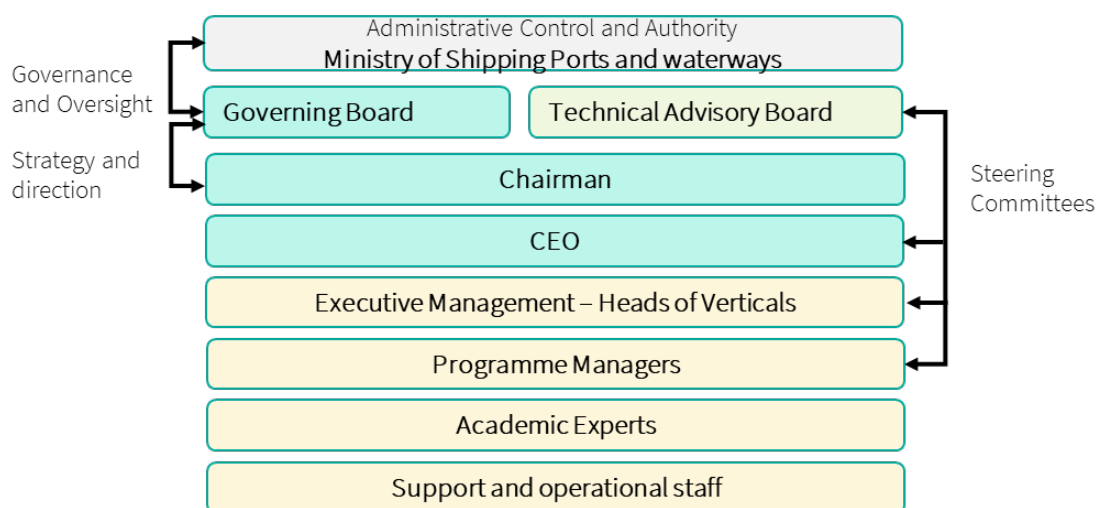 Administrative Control and Authority
Ministry of Shipping Ports and waterways
Governance
and Oversight
Governing Board
Technical Advisory Board
Strategy and
direction
Chairman
Steering
Committees
CEO
Executive Management – Heads of Verticals
Programme Managers
Academic Experts
Support and operational staff